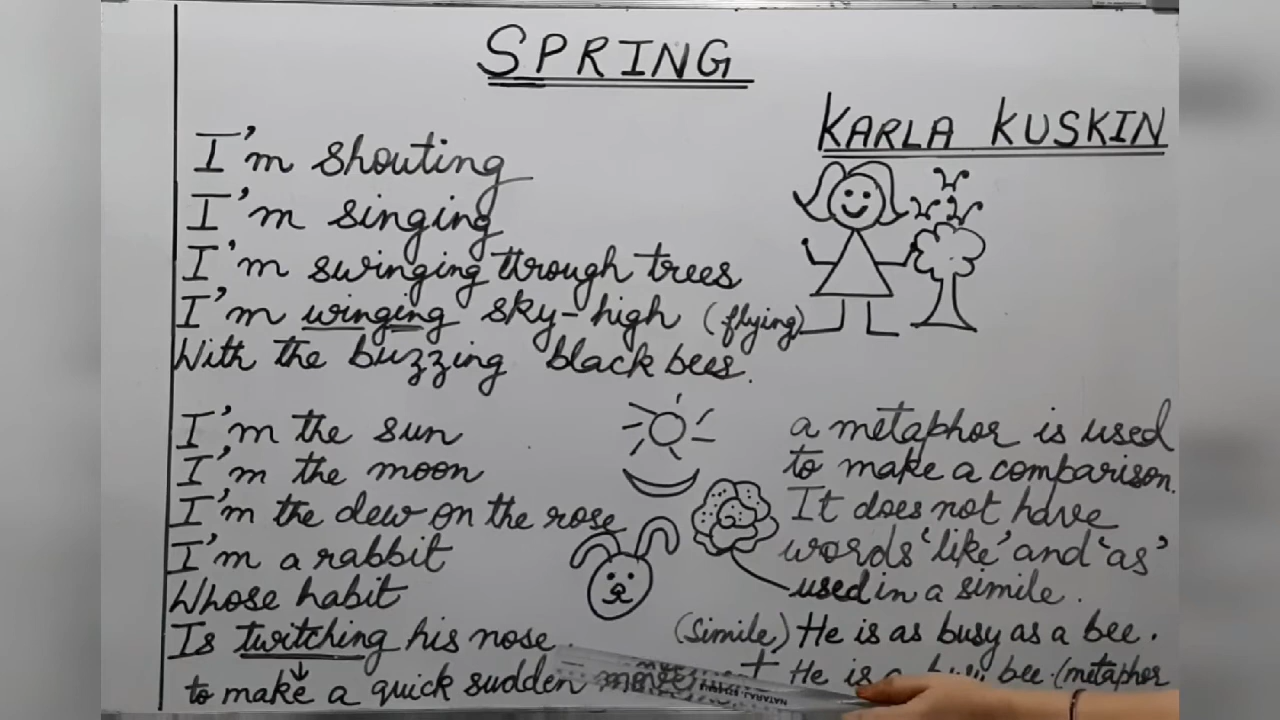 SPRING
KARLA KUSKIN
I'm shouting
I'm singing
I'm swinging through trees
I'm winging sky-high (flying)
With the buzzing black bees.
I'm the sun
I'm the moon
I'm the dew on the rose
I'm a rabbit
Whose habit
Is twitching his nose.
to make a quick sudden
a metaphor is used
to make a comparison.
It does not have
words 'like' and 'as'
used in a simile.
(Simile) He is as busy as a bee.
He is a bee. (metaphor
NATARAJ